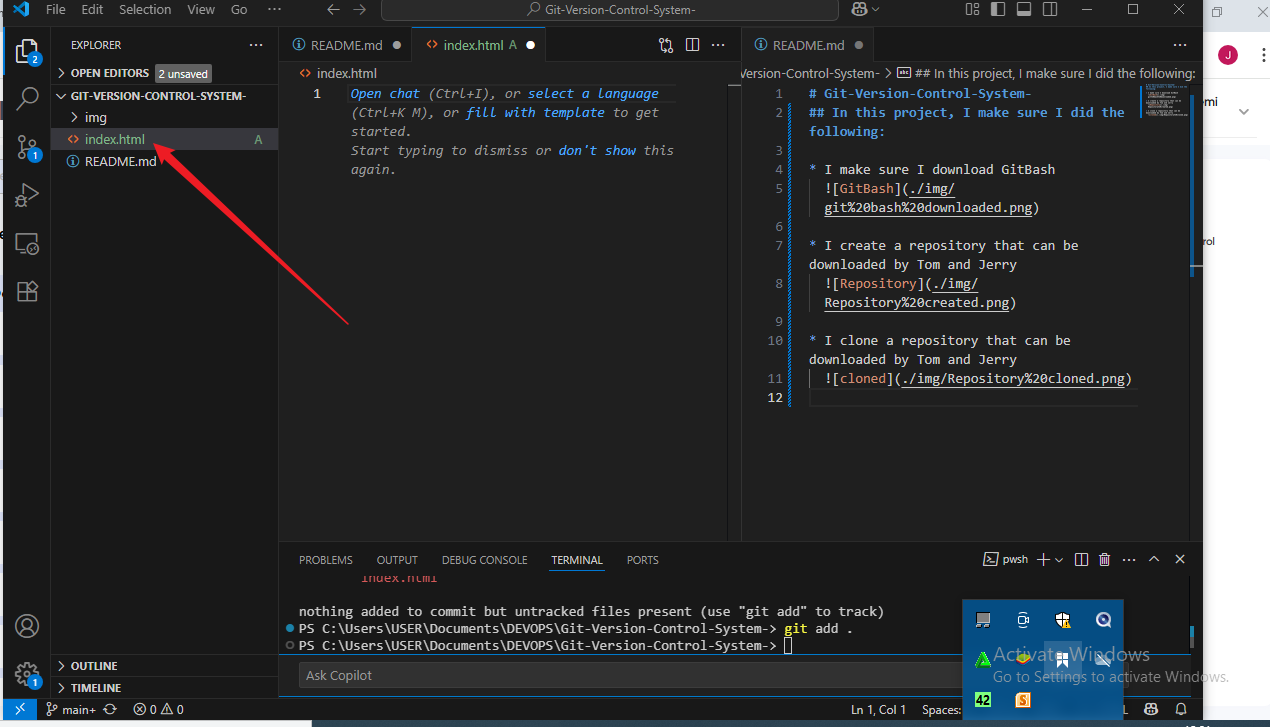 File Edit Selection View Go ··· Git-Version-Control-System-
EXPLORER ···
OPEN EDITORS 2 unsaved
GIT-VERSION-CONTROL-SYSTEM-
img
index.html A
README.md
OUTLINE
TIMELINE
2
1
1
README.md
index.html A
···
index.html
1
Open chat (Ctrl+I), or select a language
(Ctrl+K M), or fill with template to get
started.
Start typing to dismiss or don't show this
again.
README.md
···
Version-Control-System- > ## In this project, I make sure I did the following:
1 # Git-Version-Control-System-
2 ## In this project, I make sure I did the
following:
3
4 * I make sure I download GitBash
5 ![GitBash](./img/
git%20bash%20downloaded.png)
6
7 * I create a repository that can be
downloaded by Tom and Jerry
8 ![Repository](./img/
Repository%20created.png)
9
10 * I clone a repository that can be
downloaded by Tom and Jerry
11 ![cloned](./img/Repository%20cloned.png)
12
PROBLEMS OUTPUT DEBUG CONSOLE TERMINAL PORTS
pwsh
index.html
nothing added to commit but untracked files present (use "git add" to track)
PS C:\Users\USER\Documents\DEVOPS\Git-Version-Control-System-> git add .
PS C:\Users\USER\Documents\DEVOPS\Git-Version-Control-System->
Ask Copilot
main+ 0 0
Ln 1, Col 1 Spaces:
42
S
Activate Windows
Go to Settings to activate Windows.
J
mi
rol